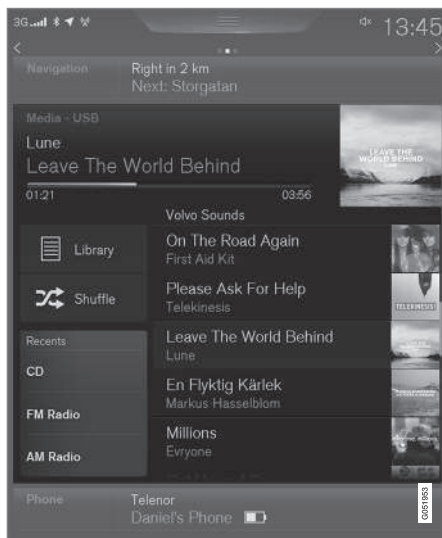 3G 13:45
Navigation
Right in 2 km
Next: Storgatan
Media - USB
Lune
Leave The World Behind
01:21 03:56
LEAVE THE
WORLD BEHIND
LUNE
Volvo Sounds
Library
Shuffle
On The Road Again
First Aid Kit
Please Ask For Help
Telekinesis
TELEKINESIS!
Leave The World Behind
Lune
En Flyktig Kärlek
Markus Hasselblom
Millions
Evryone
Recents
CD
FM Radio
AM Radio
Phone
Telenor
Daniel's Phone
G051953